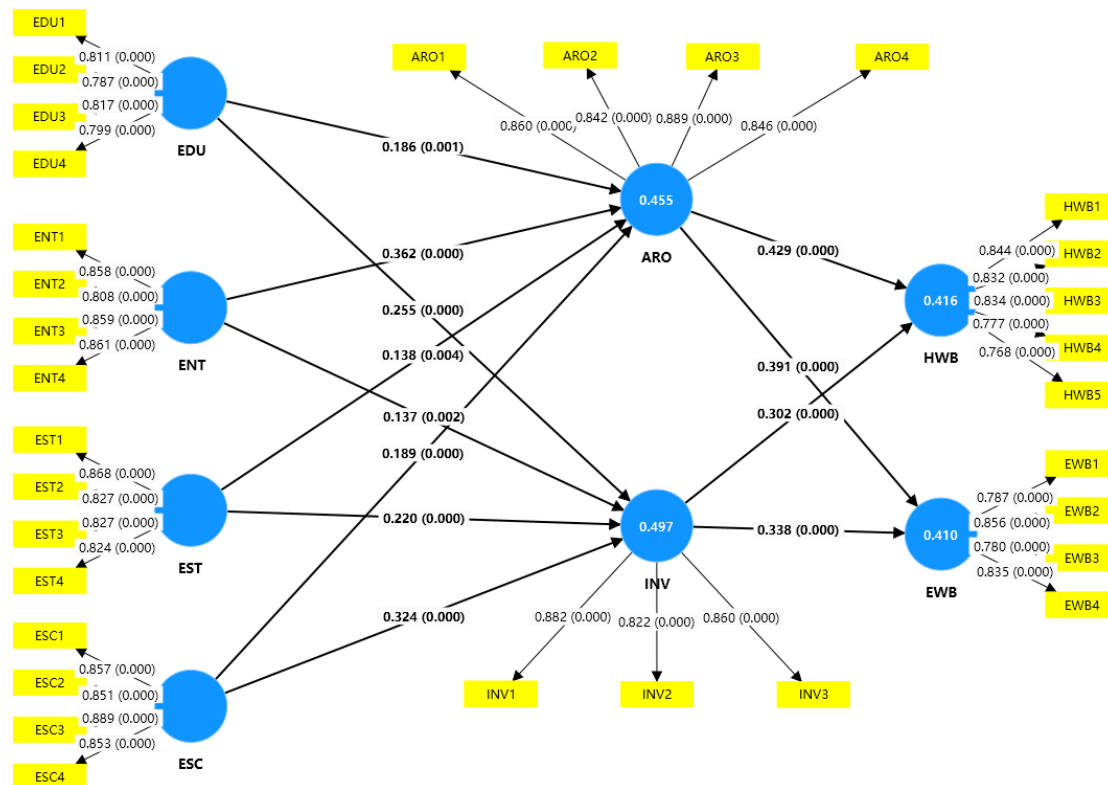 EDU1
EDU2
EDU3
EDU4
0.811 (0.000)
0.787 (0.000)
0.817 (0.000)
0.799 (0.000)
EDU
ENT1
ENT2
ENT3
ENT4
0.858 (0.000)
0.808 (0.000)
0.859 (0.000)
0.861 (0.000)
ENT
EST1
EST2
EST3
EST4
0.868 (0.000)
0.827 (0.000)
0.827 (0.000)
0.824 (0.000)
EST
ESC1
ESC2
ESC3
ESC4
0.857 (0.000)
0.851 (0.000)
0.889 (0.000)
0.853 (0.000)
ESC
0.186 (0.001)
0.362 (0.000)
0.255 (0.000)
0.138 (0.004)
0.137 (0.002)
0.189 (0.000)
0.220 (0.000)
0.324 (0.000)
ARO1
ARO2
ARO3
ARO4
0.860 (0.000)
0.842 (0.000)
0.889 (0.000)
0.846 (0.000)
0.455
ARO
0.497
INV
0.882 (0.000)
0.822 (0.000)
0.860 (0.000)
INV1
INV2
INV3
0.429 (0.000)
0.391 (0.000)
0.302 (0.000)
0.338 (0.000)
0.416
HWB
0.844 (0.000)
0.832 (0.000)
0.834 (0.000)
0.777 (0.000)
0.768 (0.000)
HWB1
HWB2
HWB3
HWB4
HWB5
0.410
EWB
0.787 (0.000)
0.856 (0.000)
0.780 (0.000)
0.835 (0.000)
EWB1
EWB2
EWB3
EWB4